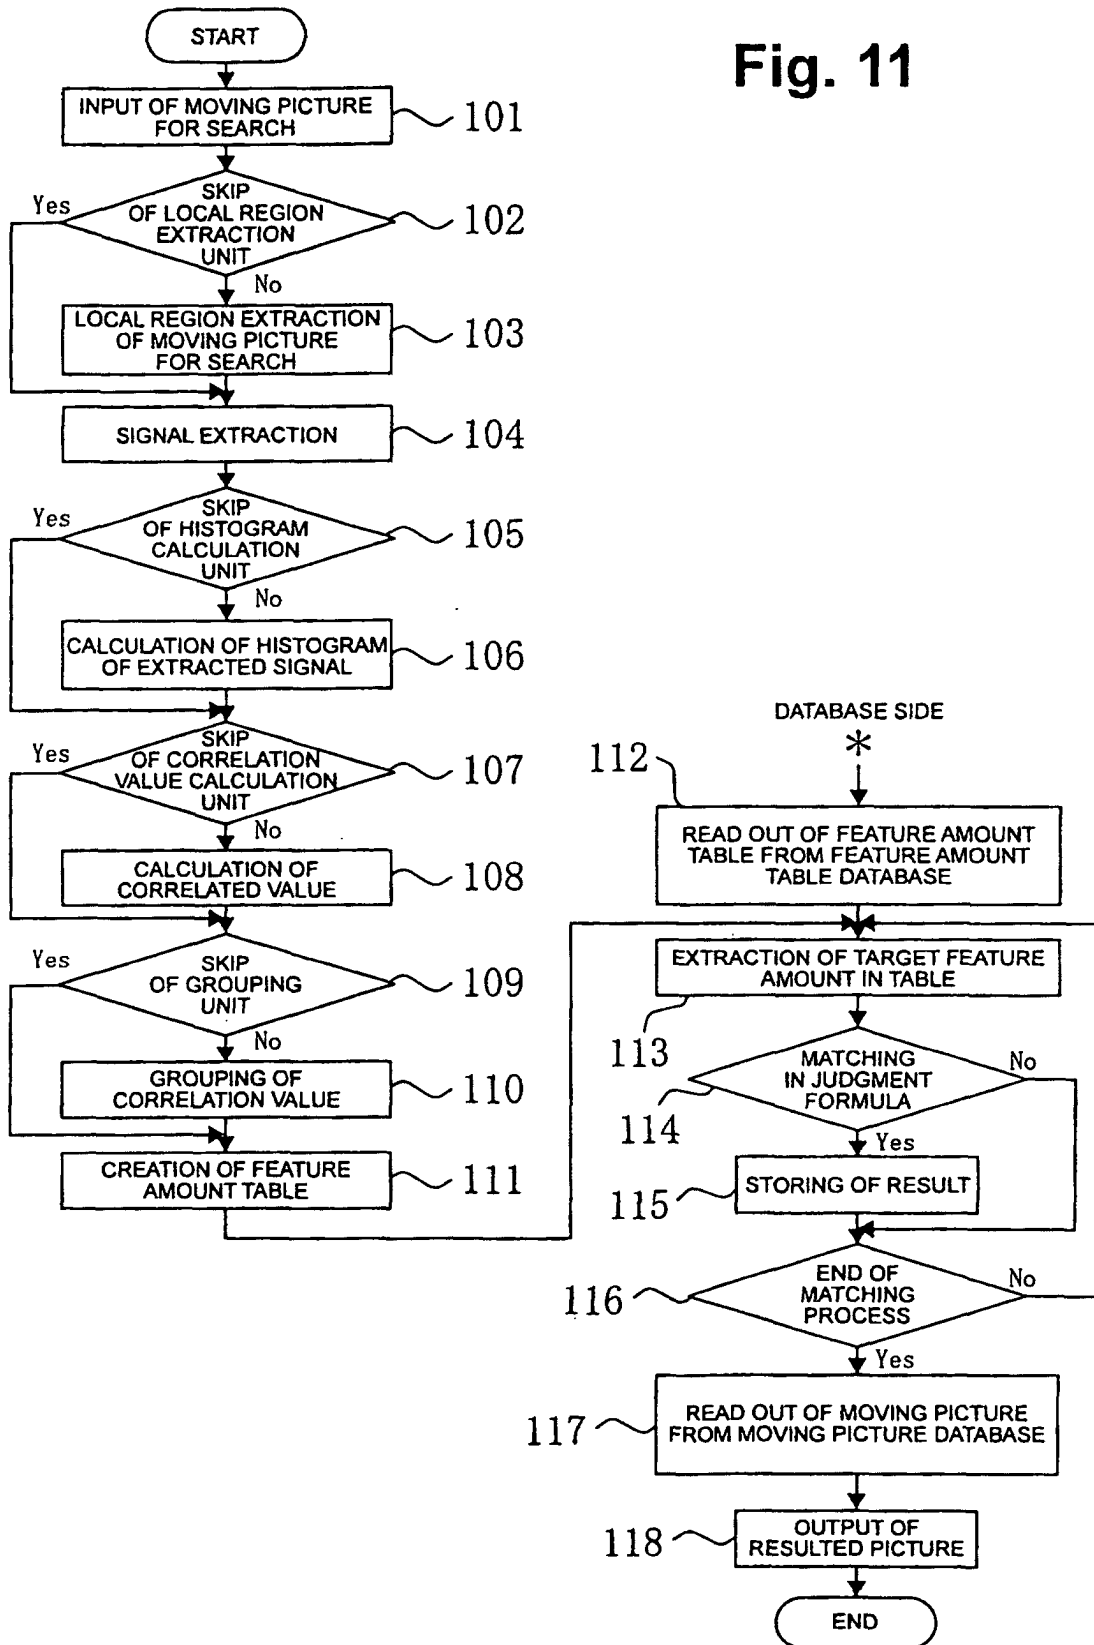 Fig. 11
START
INPUT OF MOVING PICTURE
FOR SEARCH
101
Yes
SKIP
OF LOCAL REGION
EXTRACTION
UNIT
102
No
LOCAL REGION EXTRACTION
OF MOVING PICTURE
FOR SEARCH
103
SIGNAL EXTRACTION
104
Yes
SKIP
OF HISTOGRAM
CALCULATION
UNIT
105
No
CALCULATION OF HISTOGRAM
OF EXTRACTED SIGNAL
106
Yes
SKIP
OF CORRELATION
VALUE CALCULATION
UNIT
107
No
CALCULATION OF
CORRELATED VALUE
108
Yes
SKIP
OF GROUPING
UNIT
109
No
GROUPING OF
CORRELATION VALUE
110
CREATION OF FEATURE
AMOUNT TABLE
111
DATABASE SIDE
*
112
READ OUT OF FEATURE AMOUNT
TABLE FROM FEATURE AMOUNT
TABLE DATABASE
EXTRACTION OF TARGET FEATURE
AMOUNT IN TABLE
113
MATCHING
IN JUDGMENT
FORMULA
No
114
Yes
STORING OF RESULT
115
END OF
MATCHING
PROCESS
No
116
Yes
READ OUT OF MOVING PICTURE
FROM MOVING PICTURE DATABASE
117
OUTPUT OF
RESULTED PICTURE
118
END